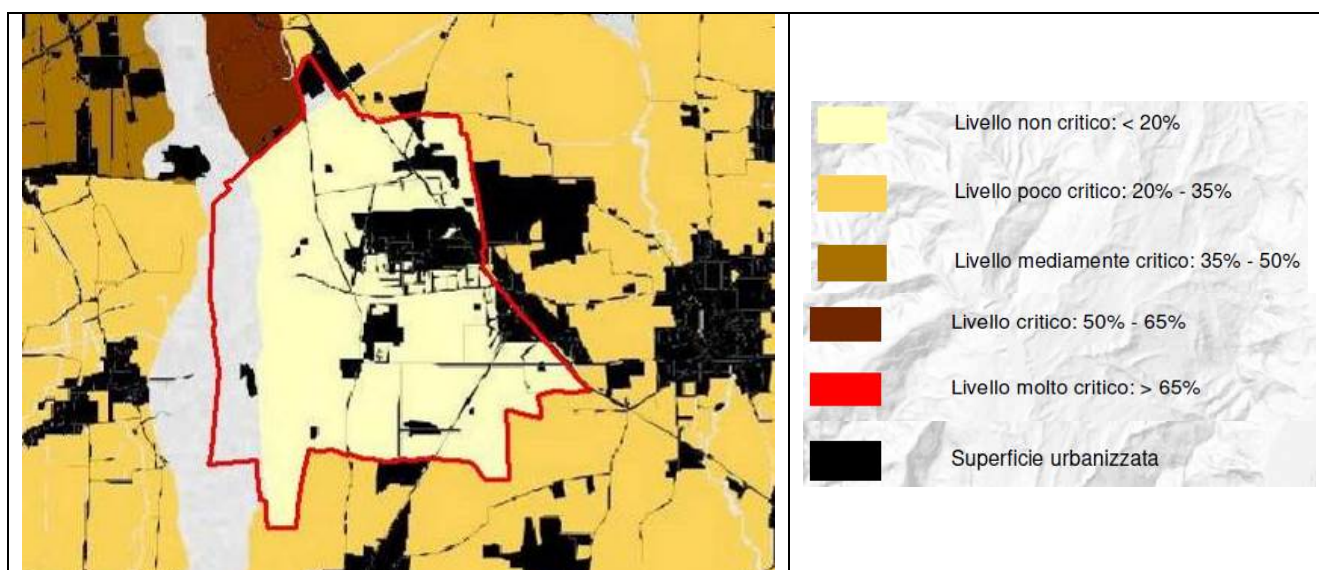 Livello non critico: < 20%
Livello poco critico: 20% - 35%
Livello mediamente critico: 35% - 50%
Livello critico: 50% - 65%
Livello molto critico: > 65%
Superficie urbanizzata